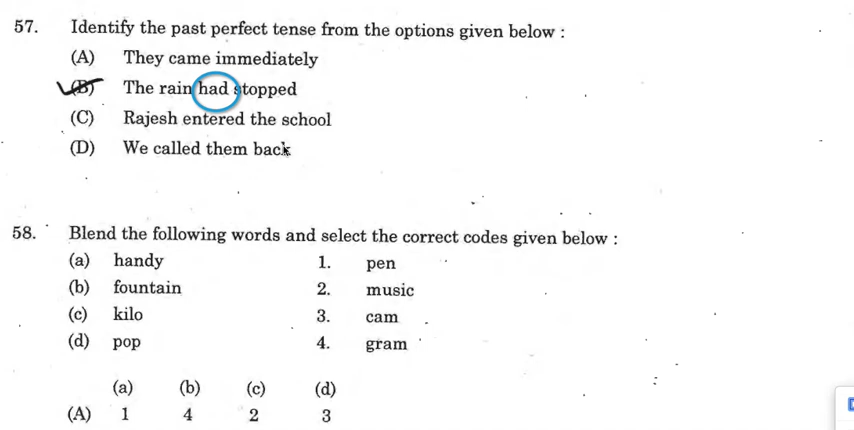 57. Identify the past perfect tense from the options given below :
(A) They came immediately
(B) The rain had stopped
(C) Rajesh entered the school
(D) We called them back
58. Blend the following words and select the correct codes given below :
(a) handy 1. pen
(b) fountain 2. music
(c) kilo 3. cam
(d) pop 4. gram
(a) (b) (c) (d)
(A) 1 4 2 3